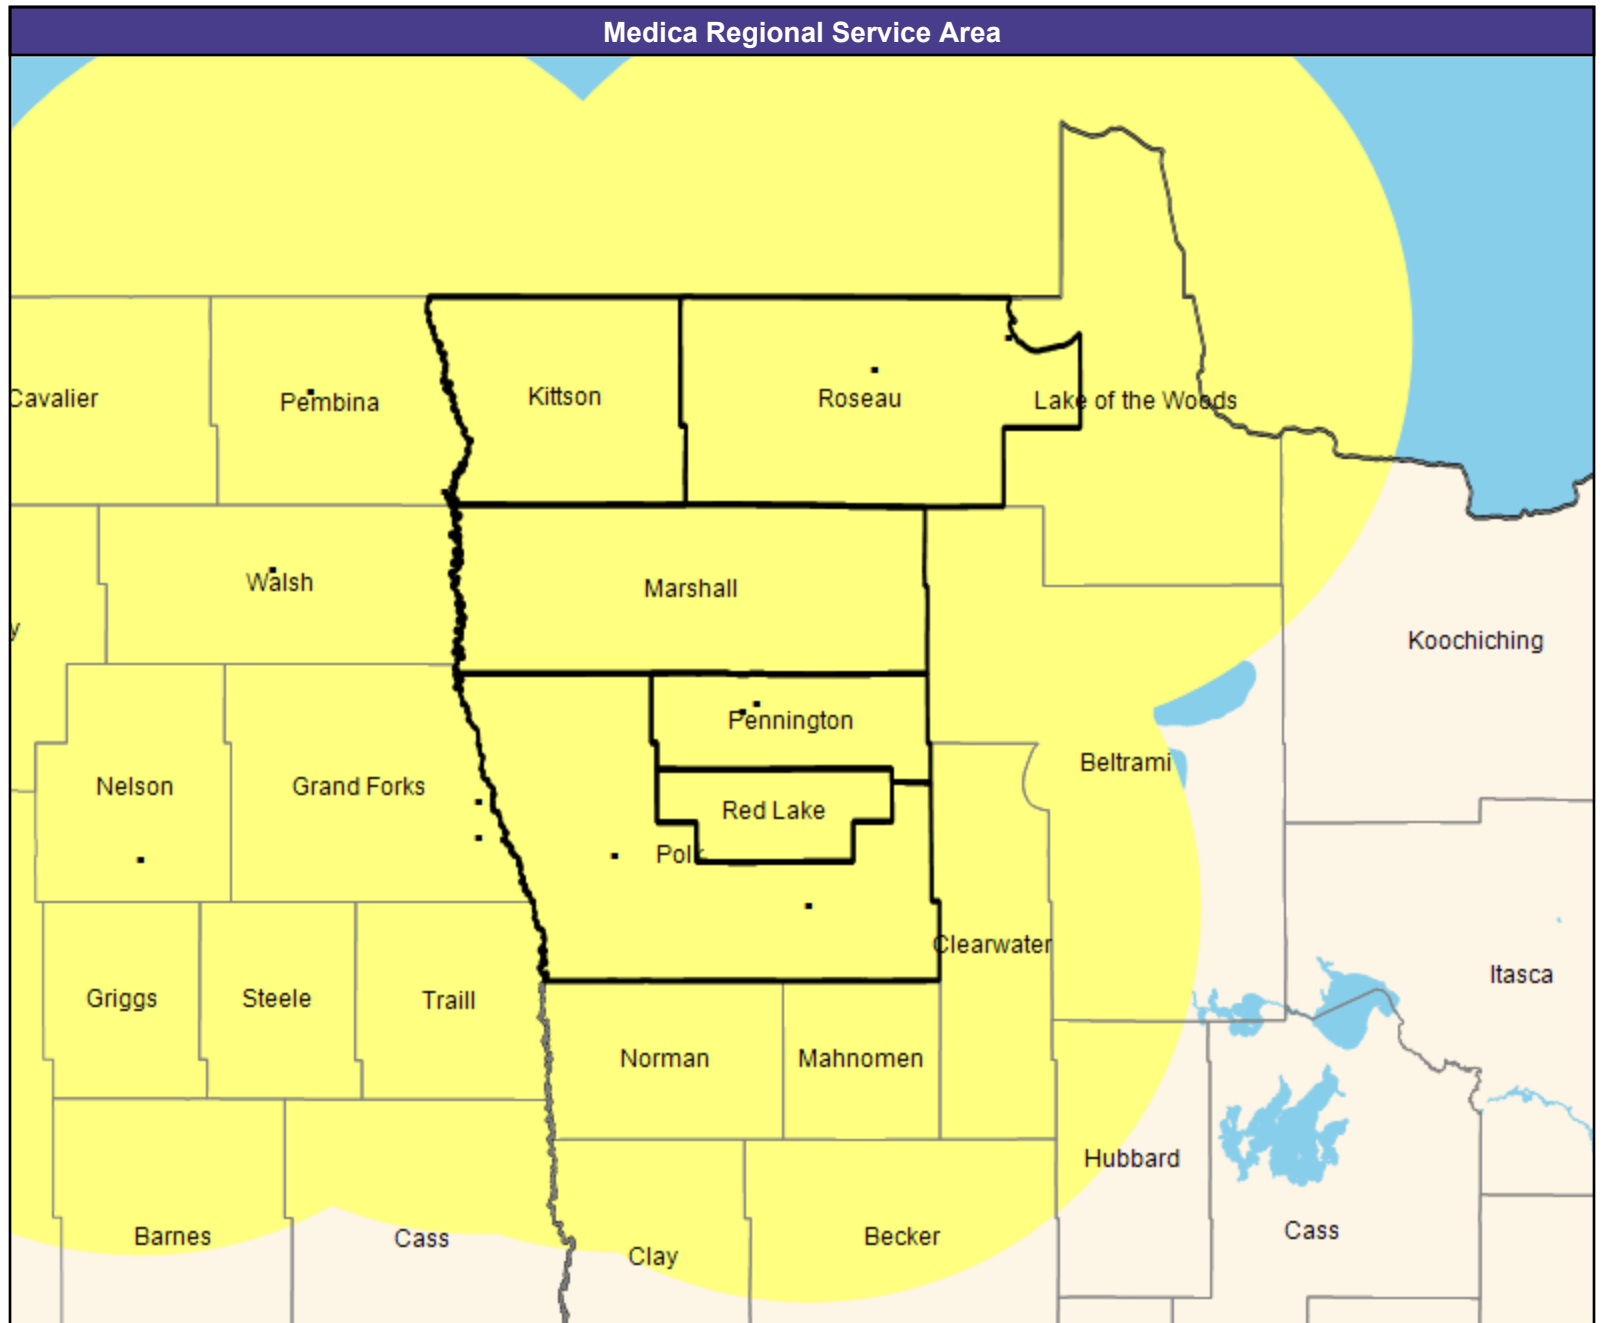 Medica Regional Service Area
Cavalier
Pembina
Kittson
Roseau
Lake of the Woods
Walsh
Marshall
y
Koochiching
Pennington
Beltrami
Nelson
Grand Forks
Red Lake
Polk
Clearwater
Itasca
Griggs
Steele
Traill
Norman
Mahnomen
Hubbard
Barnes
Cass
Clay
Becker
Cass